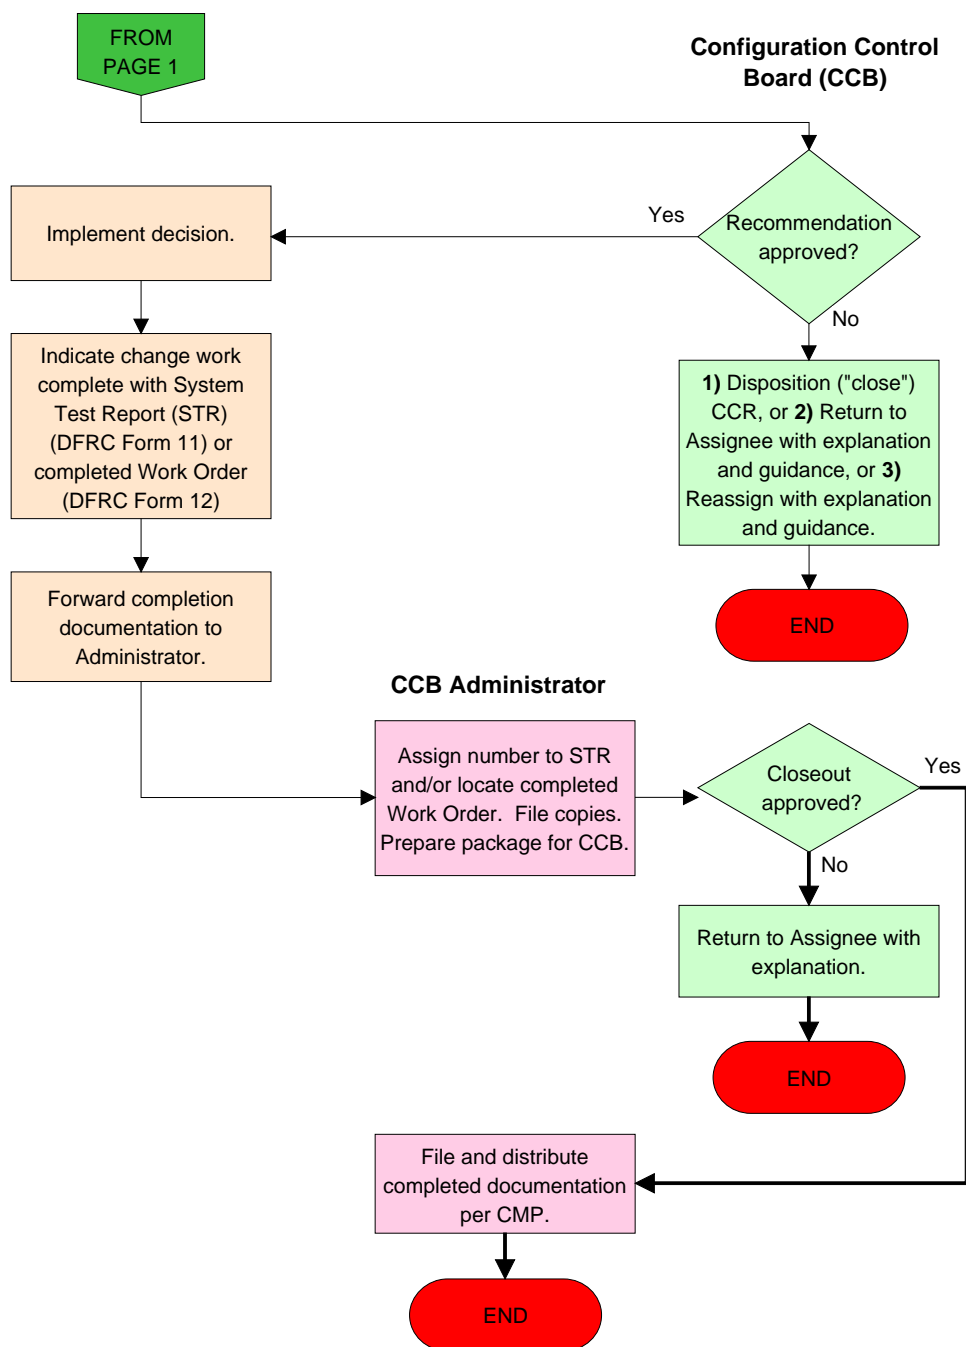 FROM
PAGE 1
Configuration Control
Board (CCB)
Recommendation
approved?
Yes
No
Implement decision.
Indicate change work
complete with System
Test Report (STR)
(DFRC Form 11) or
completed Work Order
(DFRC Form 12)
1) Disposition ("close")
CCR, or 2) Return to
Assignee with explanation
and guidance, or 3)
Reassign with explanation
and guidance.
END
Forward completion
documentation to
Administrator.
CCB Administrator
Assign number to STR
and/or locate completed
Work Order.  File copies.
Prepare package for CCB.
Closeout
approved?
Yes
No
Return to Assignee with
explanation.
END
File and distribute
completed documentation
per CMP.
END